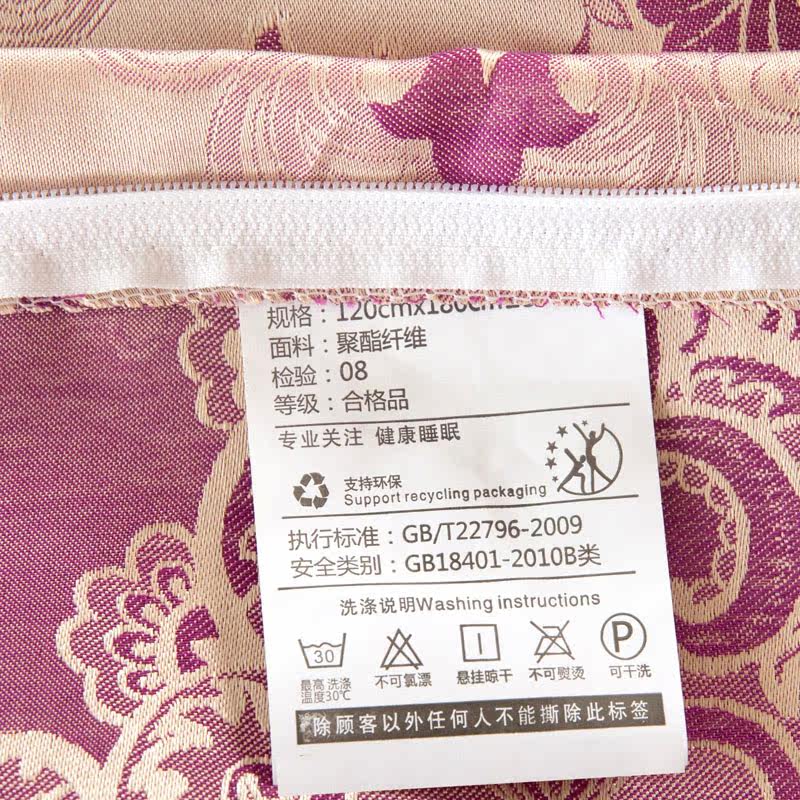 规格：120cmx180cm
面料：聚酯纤维
检验：08
等级：合格品
专业关注 健康睡眠
支持环保
Support recycling packaging
执行标准：GB/T22796-2009
安全类别：GB18401-2010B类
洗涤说明Washing instructions
30 P
最高洗涤温度30℃ 不可氯漂 悬挂晾干 不可熨烫 可干洗
除顾客以外任何人不能撕除此标签